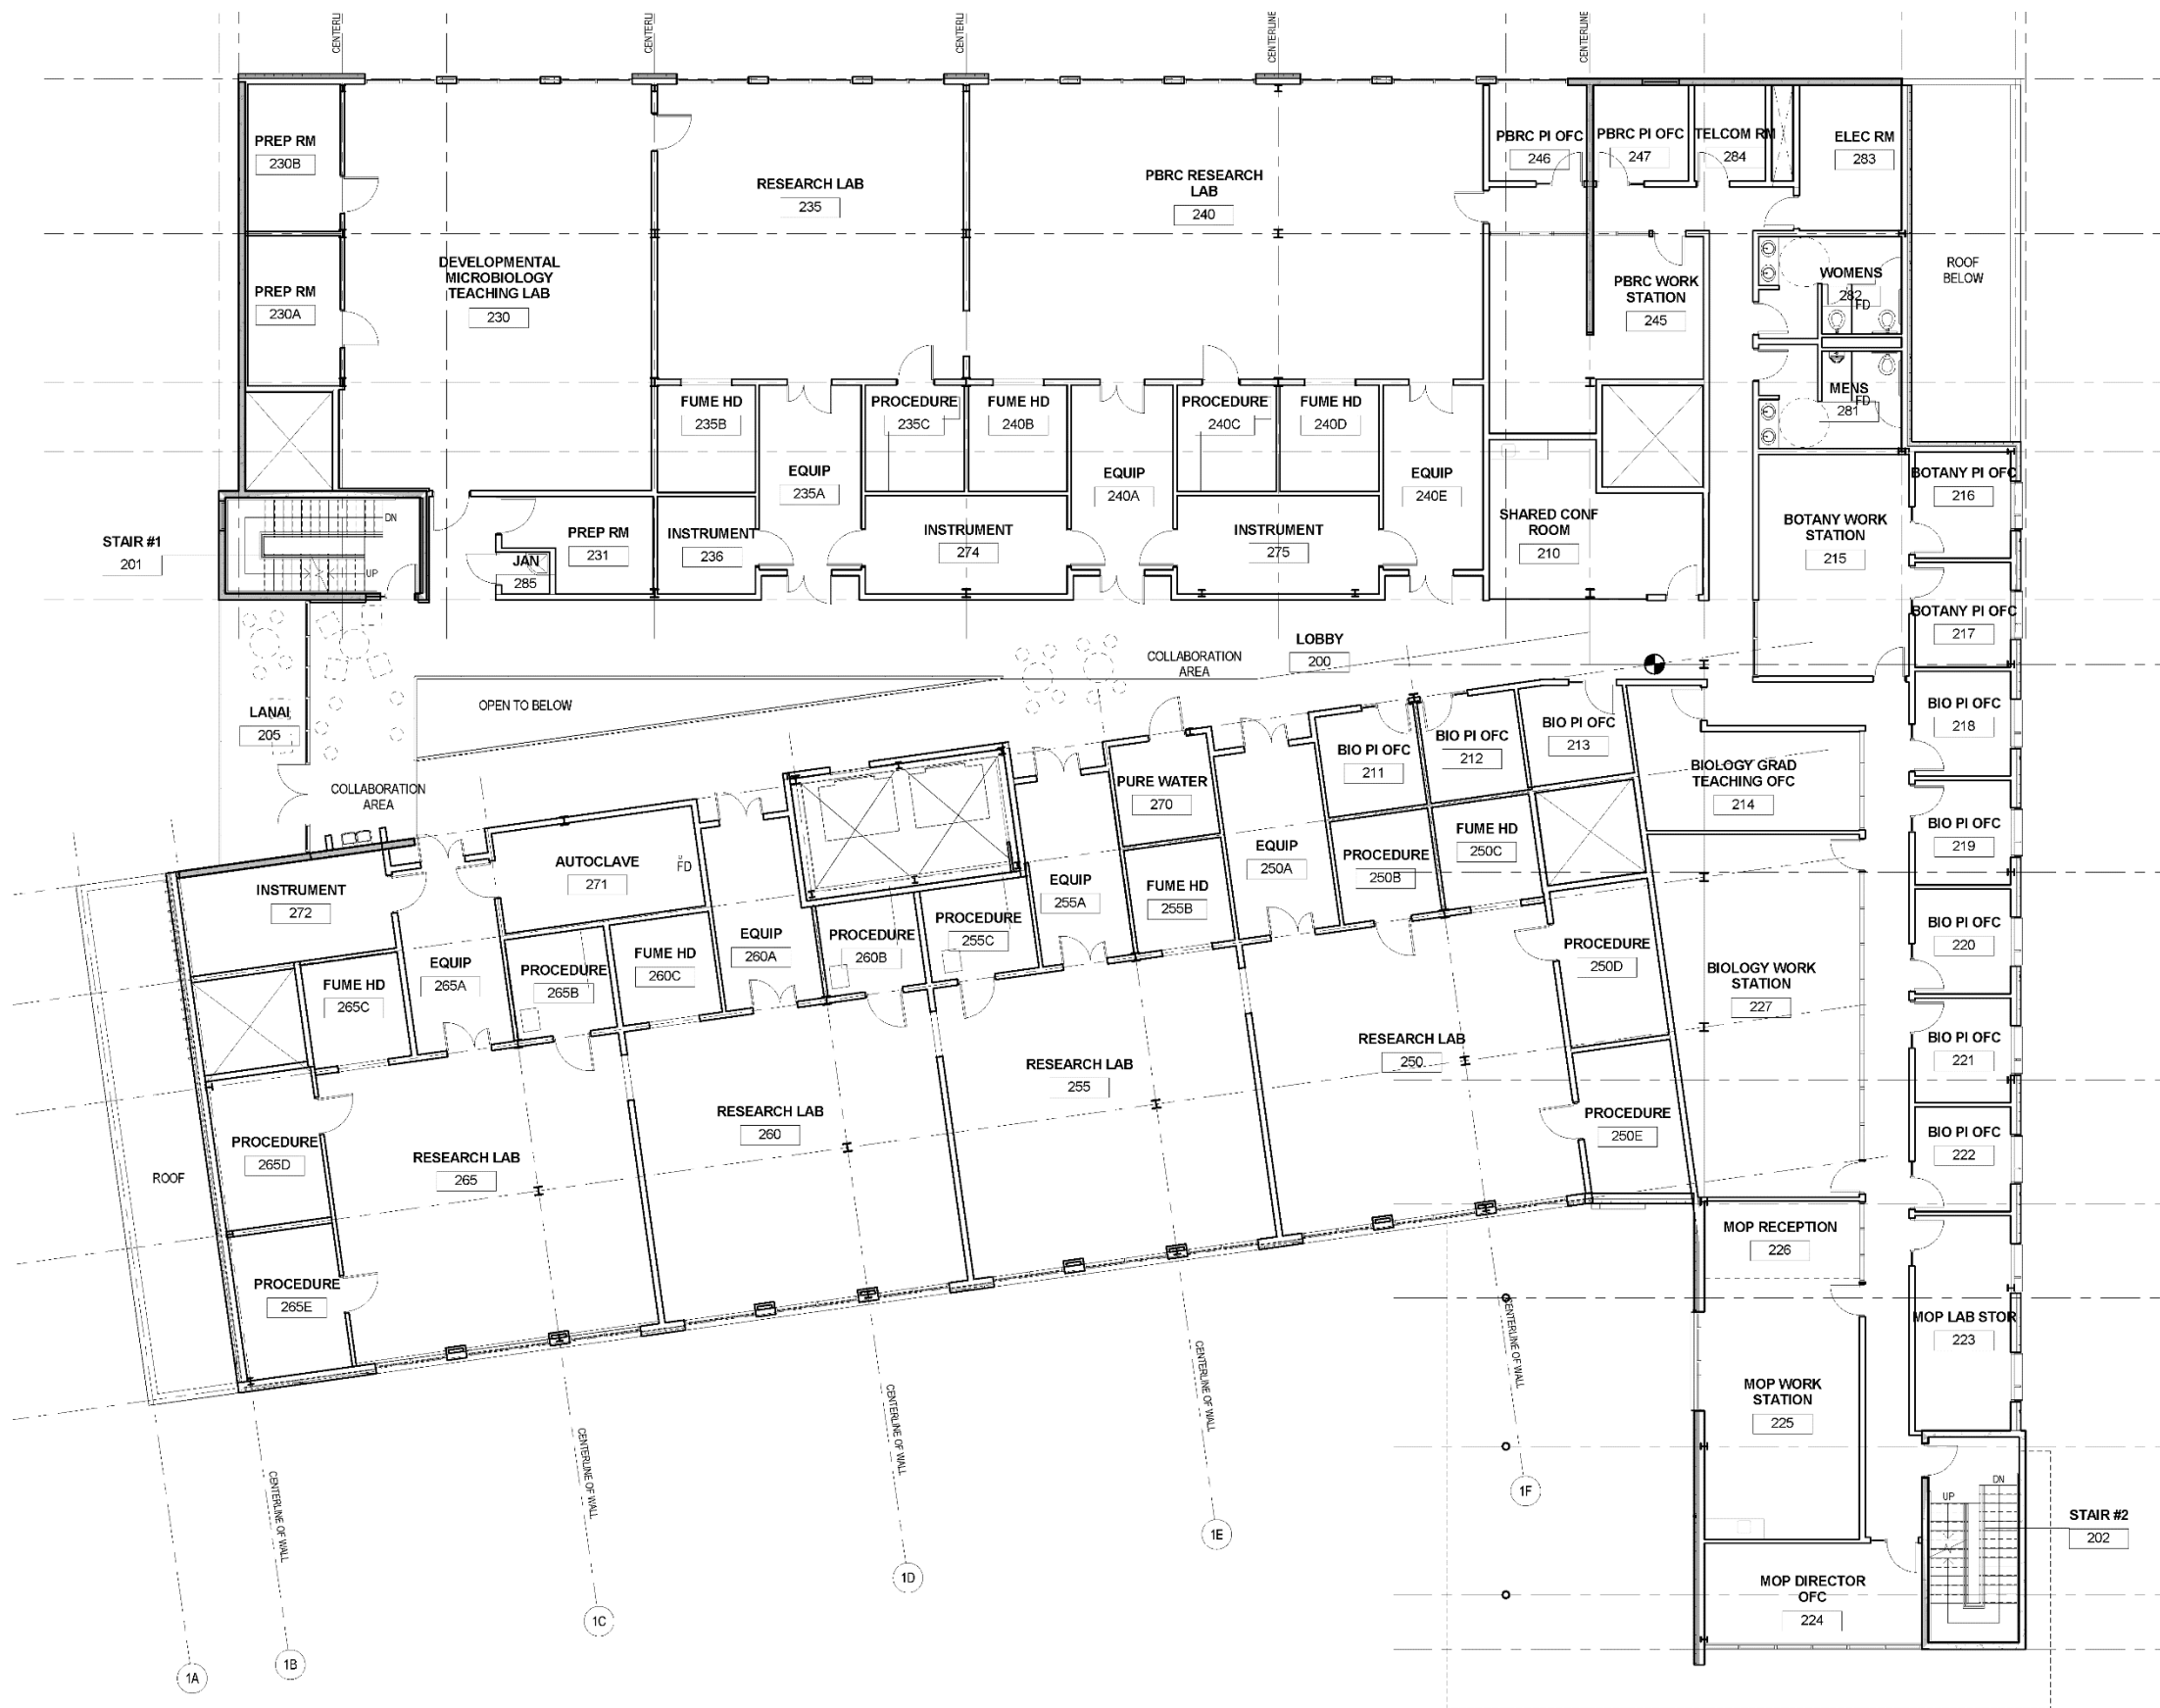 CENTERLI
CENTERLI
CENTERLI
CENTERLINE
CENTERLINE
PREP RM
230B
RESEARCH LAB
235
PBRC RESEARCH
LAB
240
PBRC PI OFC
246
PBRC PI OFC
247
TELCOM RM
284
ELEC RM
283
PREP RM
230A
DEVELOPMENTAL
MICROBIOLOGY
TEACHING LAB
230
PBRC WORK
STATION
245
WOMENS
282
FD
ROOF
BELOW
MENS
281
FD
FUME HD
235B
PROCEDURE
235C
FUME HD
240B
PROCEDURE
240C
FUME HD
240D
EQUIP
235A
EQUIP
240A
EQUIP
240E
BOTANY PI OFC
216
STAIR #1
201
DN
UP
JAN
285
PREP RM
231
INSTRUMENT
236
INSTRUMENT
274
INSTRUMENT
275
SHARED CONF
ROOM
210
BOTANY WORK
STATION
215
BOTANY PI OFC
217
LOBBY
200
COLLABORATION
AREA
LANAI
205
OPEN TO BELOW
COLLABORATION
AREA
BIO PI OFC
211
BIO PI OFC
212
BIO PI OFC
213
BIOLOGY GRAD
TEACHING OFC
214
BIO PI OFC
218
PURE WATER
270
BIO PI OFC
219
INSTRUMENT
272
AUTOCLAVE
271
FD
EQUIP
255A
FUME HD
255B
EQUIP
250A
PROCEDURE
250B
FUME HD
250C
BIO PI OFC
220
FUME HD
265C
EQUIP
265A
PROCEDURE
265B
FUME HD
260C
EQUIP
260A
PROCEDURE
260B
PROCEDURE
255C
PROCEDURE
250D
BIOLOGY WORK
STATION
227
BIO PI OFC
221
RESEARCH LAB
250
RESEARCH LAB
255
RESEARCH LAB
260
PROCEDURE
250E
BIO PI OFC
222
ROOF
PROCEDURE
265D
RESEARCH LAB
265
MOP RECEPTION
226
PROCEDURE
265E
MOP LAB STOR
223
MOP WORK
STATION
225
CENTERLINE OF WALL
CENTERLINE OF WALL
CENTERLINE OF WALL
CENTERLINE OF WALL
CENTERLINE OF WALL
DN
UP
STAIR #2
202
MOP DIRECTOR
OFC
224
1A
1B
1C
1D
1E
1F